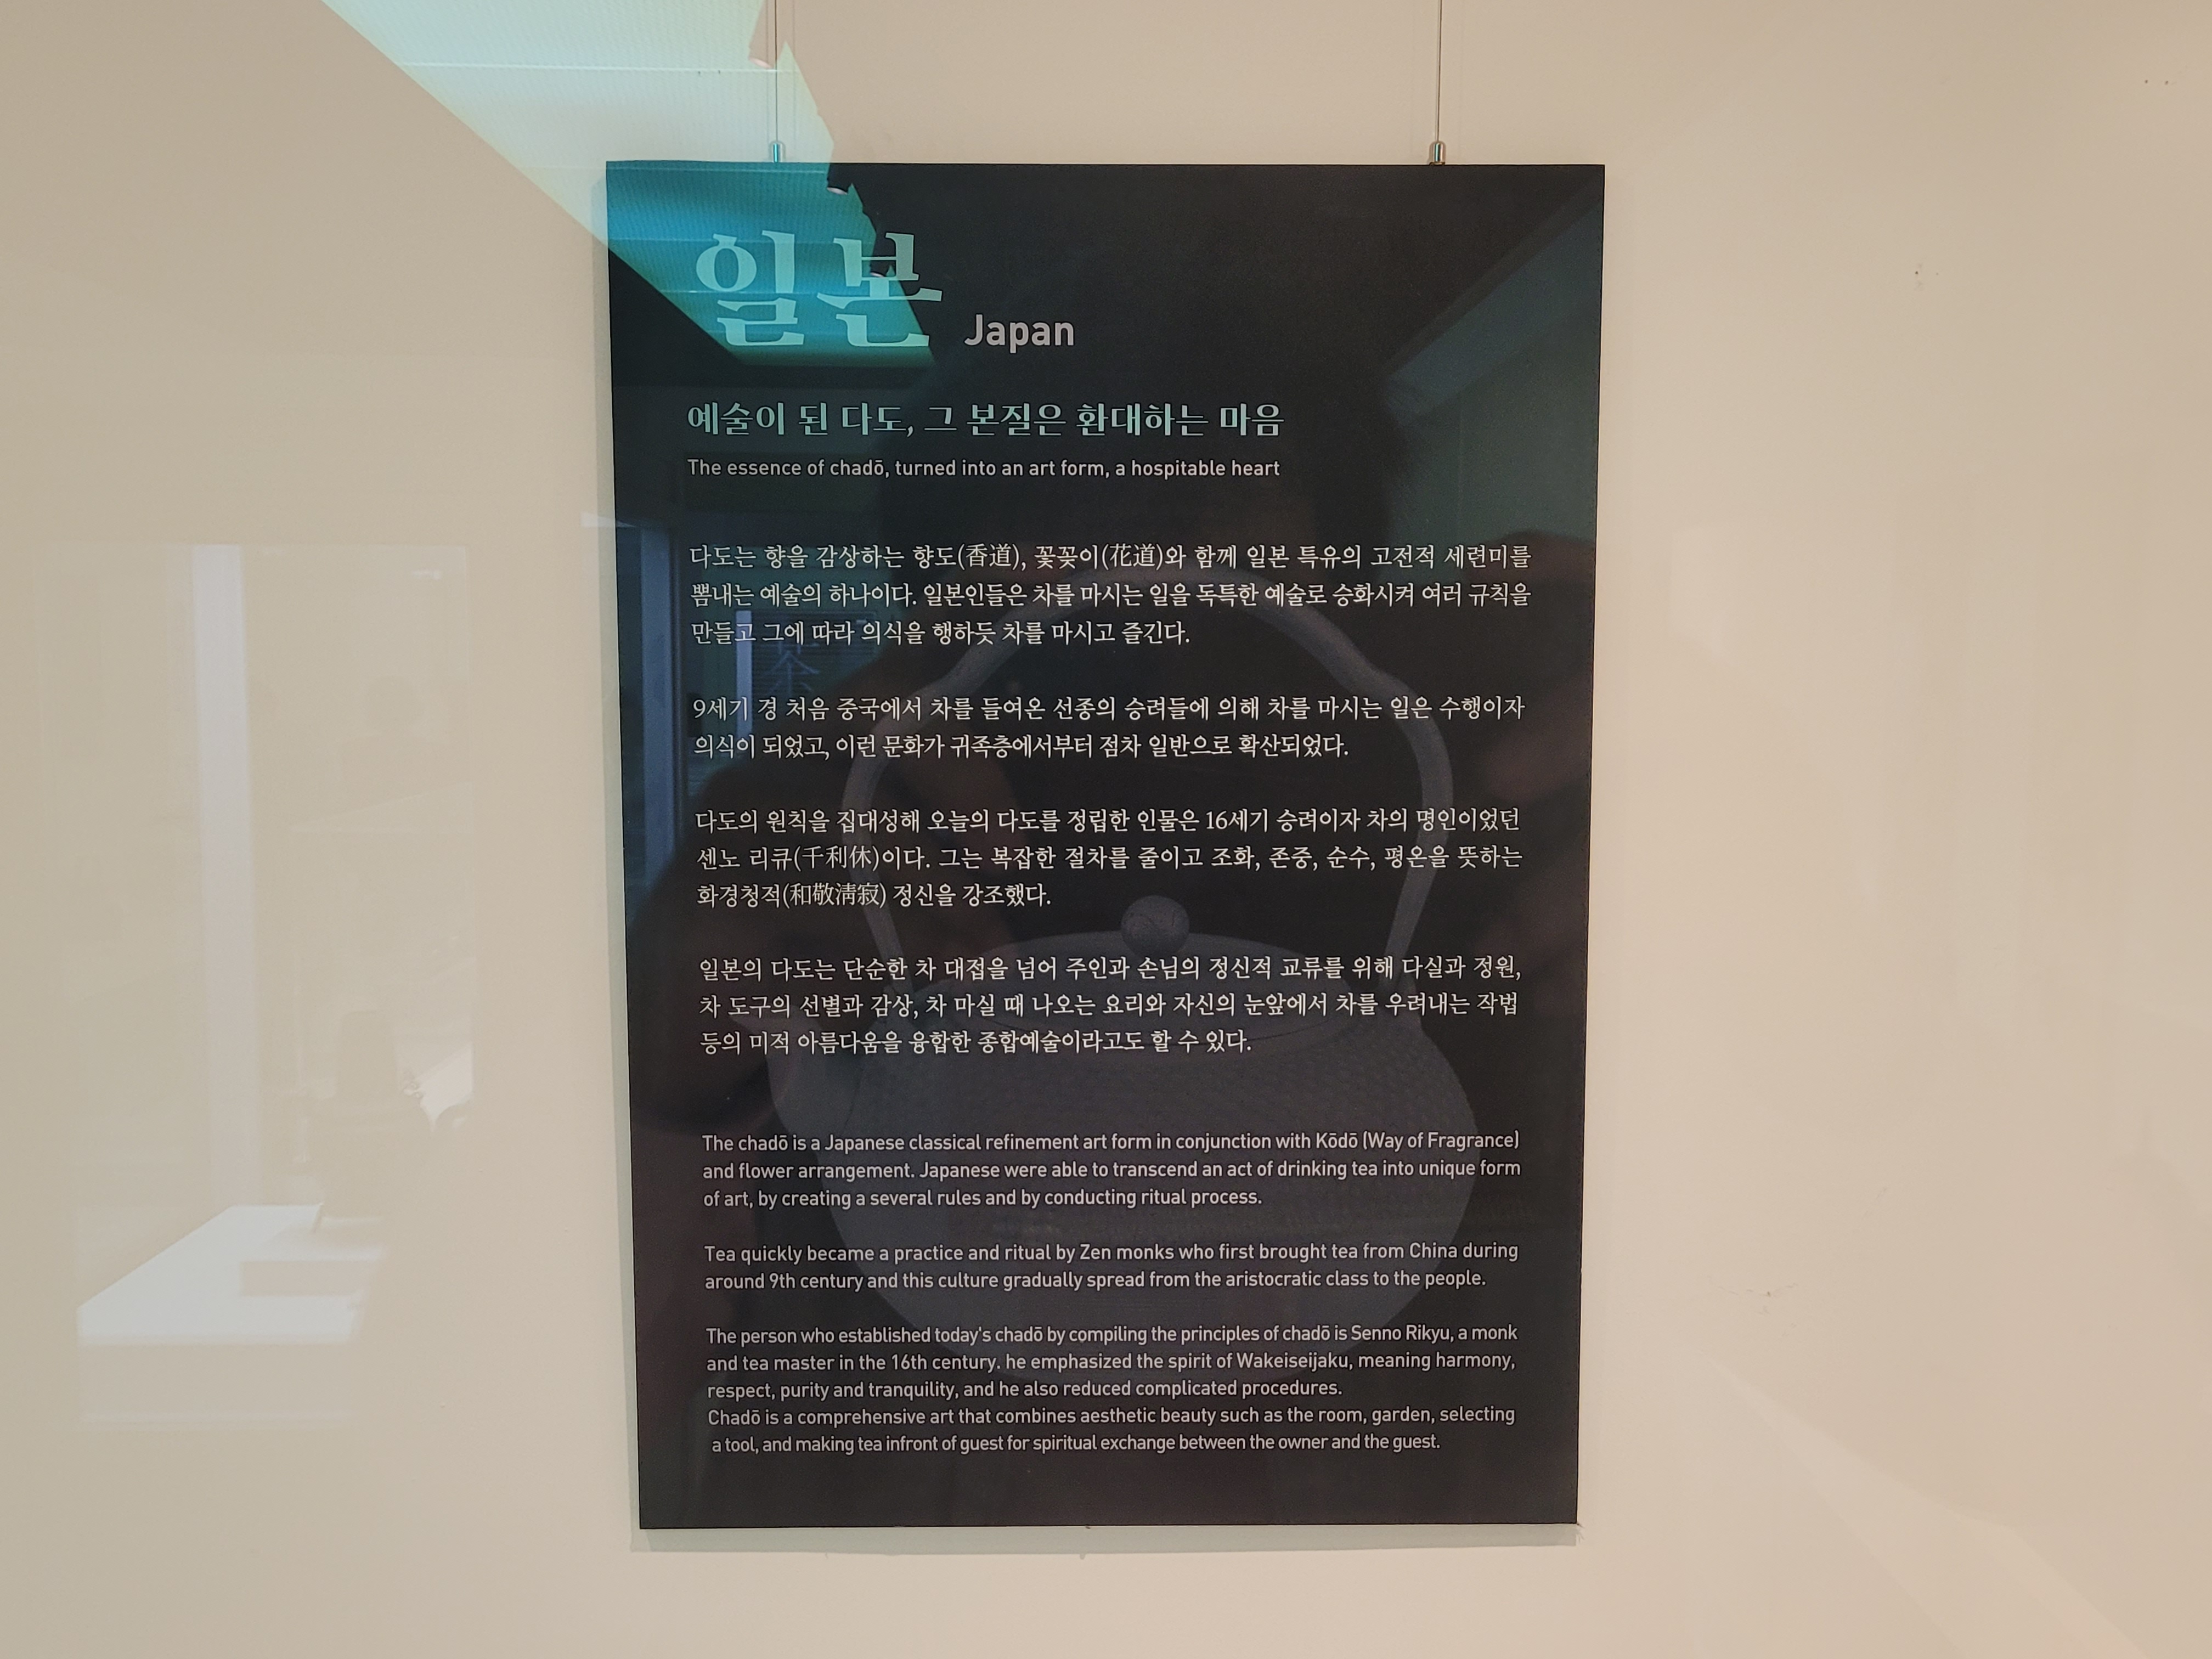 일본 Japan
예술이 된 다도, 그 본질은 환대하는 마음
The essence of chadō, turned into an art form, a hospitable heart
다도는 향을 감상하는 향도(香道), 꽃꽂이(花道)와 함께 일본 특유의 고전적 세련미를
뽐내는 예술의 하나이다. 일본인들은 차를 마시는 일을 독특한 예술로 승화시켜 여러 규칙을
만들고 그에 따라 의식을 행하듯 차를 마시고 즐긴다.
9세기 경 처음 중국에서 차를 들여온 선종의 승려들에 의해 차를 마시는 일은 수행이자
의식이 되었고, 이런 문화가 귀족층에서부터 점차 일반으로 확산되었다.
다도의 원칙을 집대성해 오늘의 다도를 정립한 인물은 16세기 승려이자 차의 명인이었던
센노 리큐(千利休)이다. 그는 복잡한 절차를 줄이고 조화, 존중, 순수, 평온을 뜻하는
화경청적(和敬淸寂) 정신을 강조했다.
일본의 다도는 단순한 차 대접을 넘어 주인과 손님의 정신적 교류를 위해 다실과 정원,
차 도구의 선별과 감상, 차 마실 때 나오는 요리와 자신의 눈앞에서 차를 우려내는 작법
등의 미적 아름다움을 융합한 종합예술이라고도 할 수 있다.
The chadō is a Japanese classical refinement art form in conjunction with Kōdō (Way of Fragrance)
and flower arrangement. Japanese were able to transcend an act of drinking tea into unique form
of art, by creating a several rules and by conducting ritual process.
Tea quickly became a practice and ritual by Zen monks who first brought tea from China during
around 9th century and this culture gradually spread from the aristocratic class to the people.
The person who established today's chadō by compiling the principles of chadō is Senno Rikyu, a monk
and tea master in the 16th century. he emphasized the spirit of Wakeiseijaku, meaning harmony,
respect, purity and tranquility, and he also reduced complicated procedures.
Chadō is a comprehensive art that combines aesthetic beauty such as the room, garden, selecting
a tool, and making tea infront of guest for spiritual exchange between the owner and the guest.